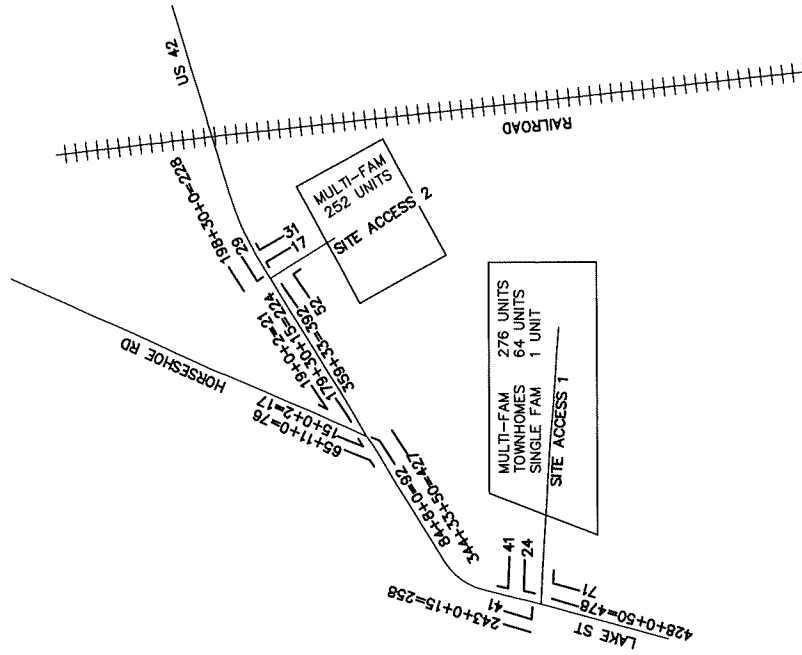 US 42
RAILROAD
198+30+0=228
29
31
17
MULTI-FAM
252 UNITS
SITE ACCESS 2
HORSESHOE RD
19+0+2=21
179+30+15=224
359+33=392
52
65+11+0=76
15+0+2=17
84+8+0=92
344+33+50=427
MULTI-FAM 276 UNITS
TOWNHOMES 64 UNITS
SINGLE FAM 1 UNIT
SITE ACCESS 1
41
24
243+0+15=258
41
71
428+0+50=478
LAKE ST